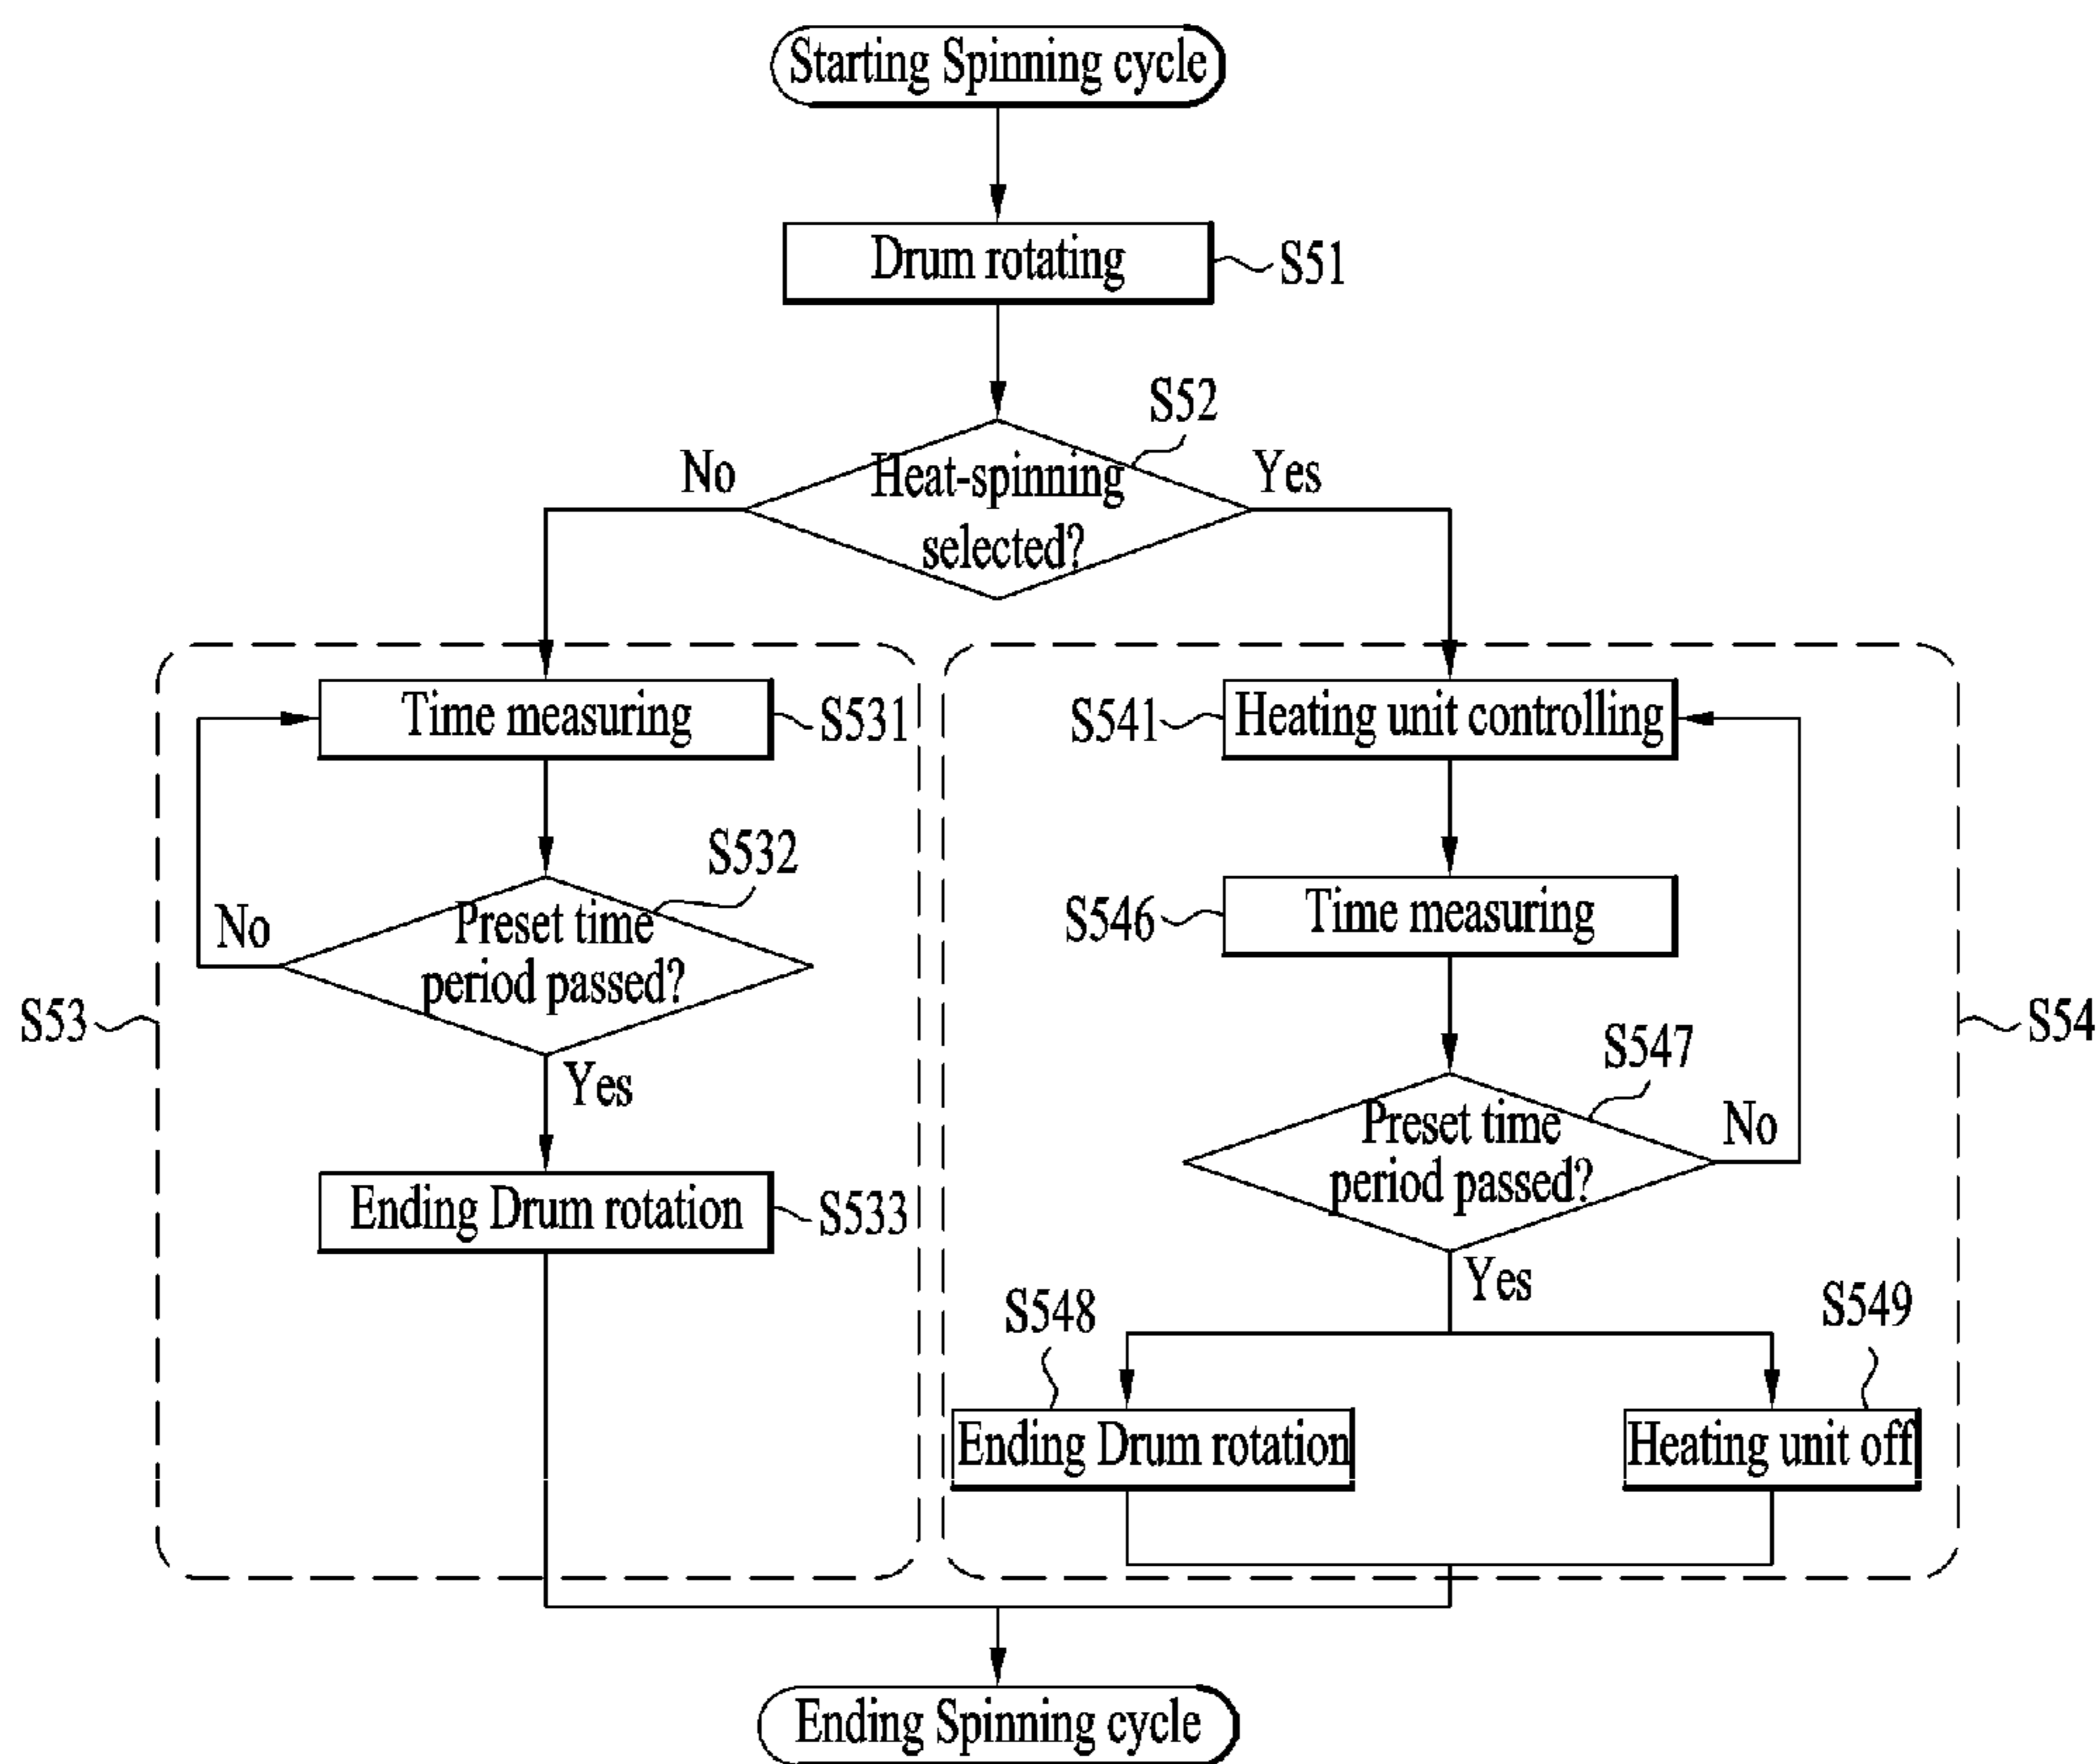 Starting Spinning cycle
Drum rotating
S51
S52
No
Heat-spinning
selected?
Yes
S53
Time measuring
S531
S532
No
Preset time
period passed?
Yes
Ending Drum rotation
S533
S541
Heating unit controlling
S546
Time measuring
S54
S547
Preset time
period passed?
No
Yes
S548
S549
Ending Drum rotation
Heating unit off
Ending Spinning cycle